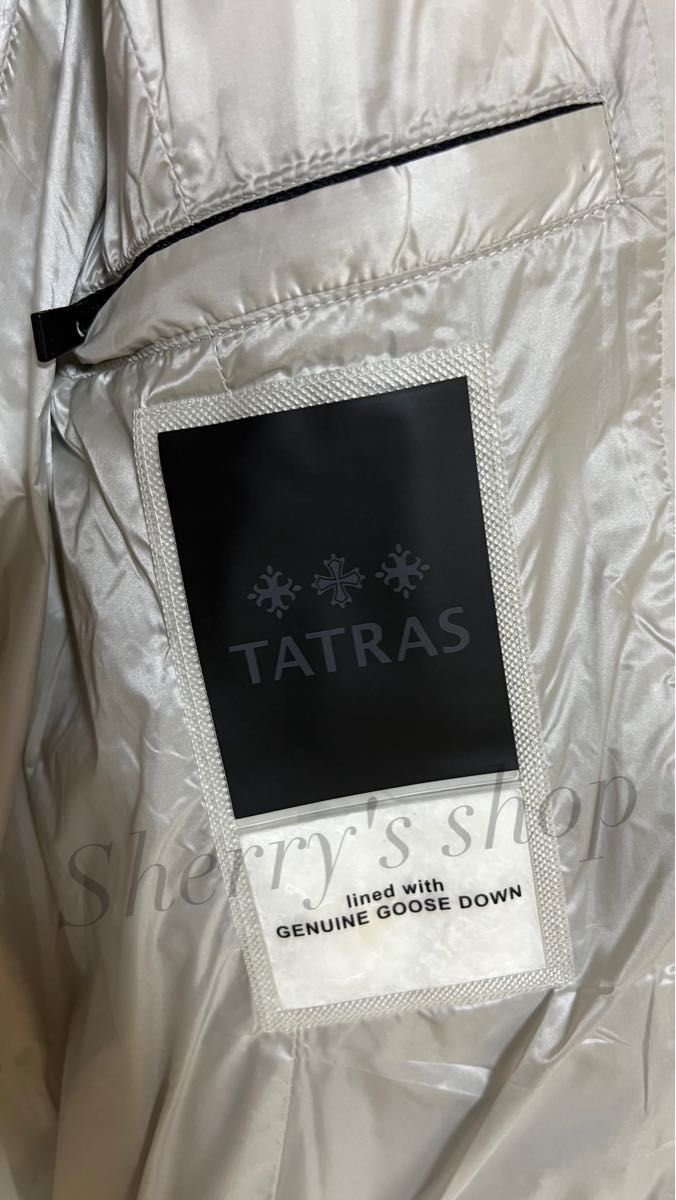 TATRAS
Sherry's shop
lined with
GENUINE GOOSE DOWN